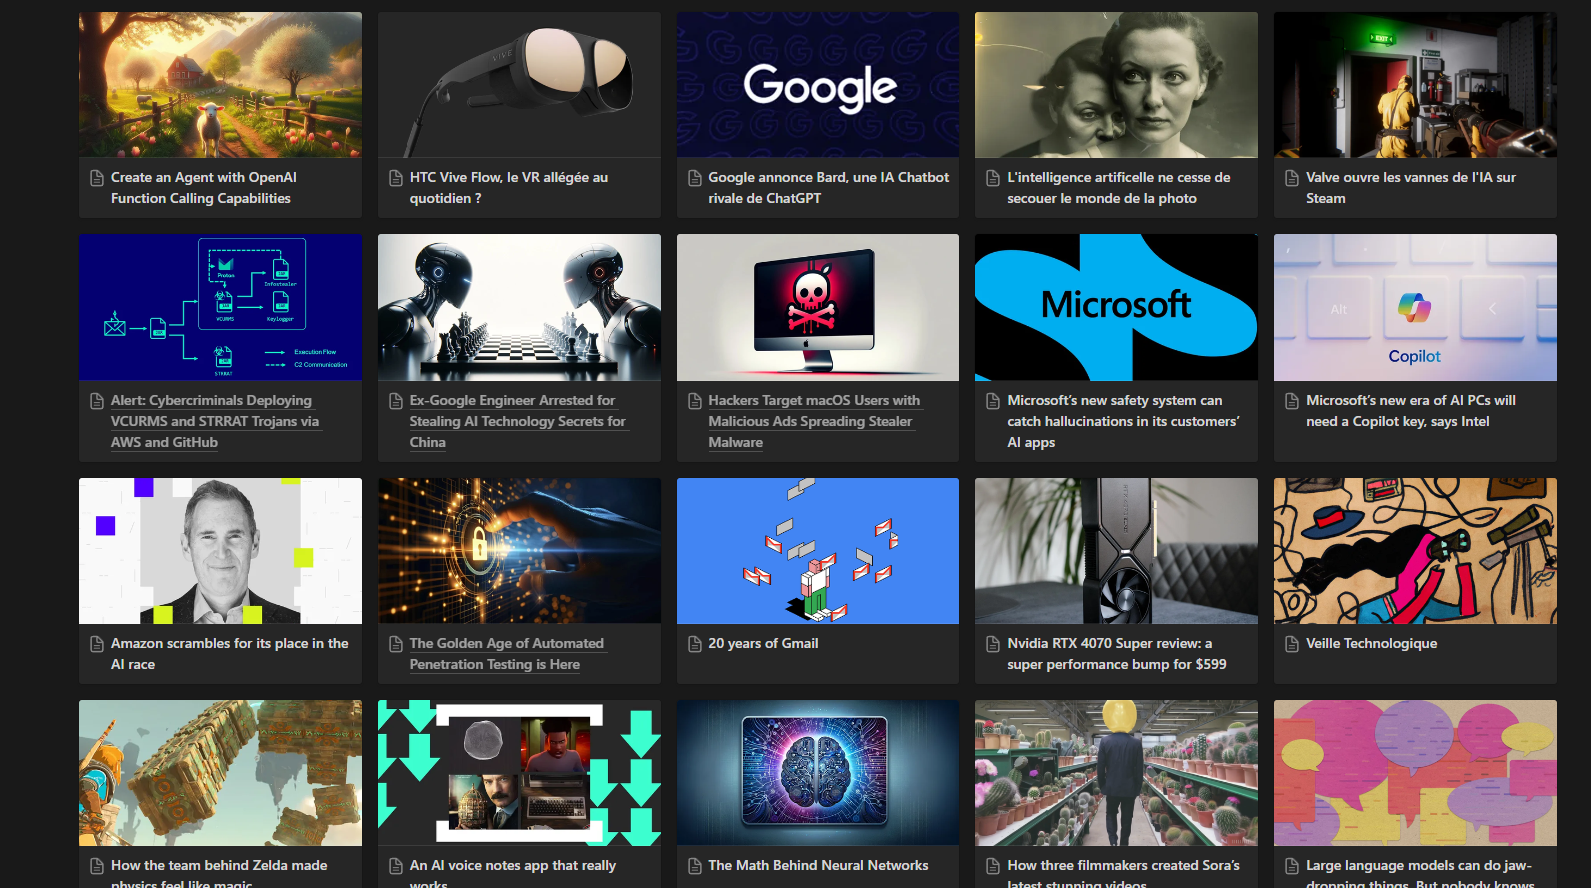 VIVE
Google
EXIT
Create an Agent with OpenAI
Function Calling Capabilities
HTC Vive Flow, le VR allégée au
quotidien ?
Google annonce Bard, une IA Chatbot
rivale de ChatGPT
L'intelligence artificelle ne cesse de
secouer le monde de la photo
Valve ouvre les vannes de l'IA sur
Steam
Proton
Infostealer
VCURMS
Keylogger
STRRAT
Execution Flow
C2 Communication
Microsoft
Alt
Copilot
Alert: Cybercriminals Deploying
VCURMS and STRRAT Trojans via
AWS and GitHub
Ex-Google Engineer Arrested for
Stealing AI Technology Secrets for
China
Hackers Target macOS Users with
Malicious Ads Spreading Stealer
Malware
Microsoft’s new safety system can
catch hallucinations in its customers’
AI apps
Microsoft’s new era of AI PCs will
need a Copilot key, says Intel
Amazon scrambles for its place in the
AI race
The Golden Age of Automated
Penetration Testing is Here
20 years of Gmail
Nvidia RTX 4070 Super review: a
super performance bump for $599
Veille Technologique
How the team behind Zelda made
physics feel like magic
An AI voice notes app that really
works
The Math Behind Neural Networks
How three filmmakers created Sora’s
latest stunning videos
Large language models can do jaw-
dropping things. But nobody knows